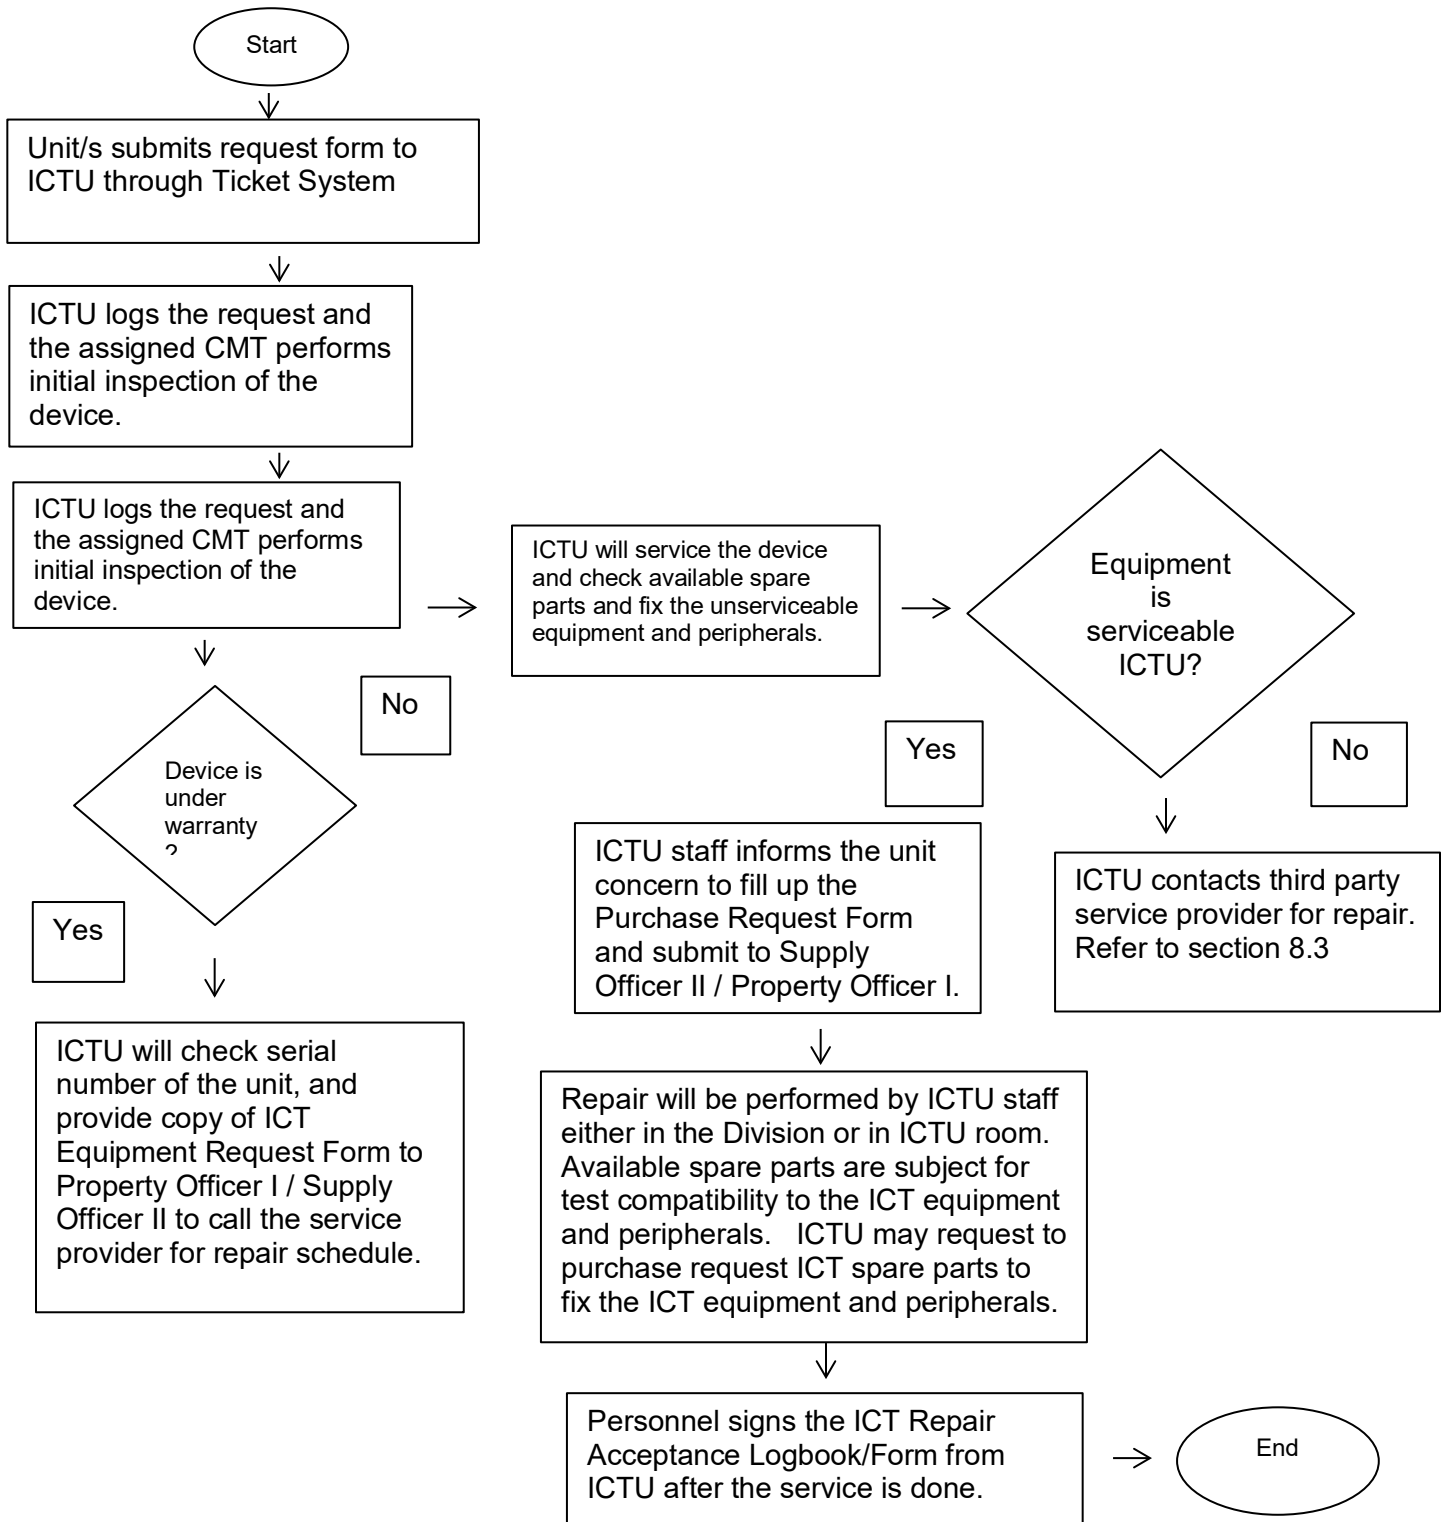 Start
Unit/s submits request form to
ICTU through Ticket System
ICTU logs the request and
the assigned CMT performs
initial inspection of the
device.
ICTU logs the request and
the assigned CMT performs
initial inspection of the
device.
ICTU will service the device
and check available spare
parts and fix the unserviceable
equipment and peripherals.
Equipment
is
serviceable
ICTU?
No
Device is
under
warranty
?
Yes
ICTU will check serial
number of the unit, and
provide copy of ICT
Equipment Request Form to
Property Officer I / Supply
Officer II to call the service
provider for repair schedule.
Yes
No
ICTU staff informs the unit
concern to fill up the
Purchase Request Form
and submit to Supply
Officer II / Property Officer I.
ICTU contacts third party
service provider for repair.
Refer to section 8.3
Repair will be performed by ICTU staff
either in the Division or in ICTU room.
Available spare parts are subject for
test compatibility to the ICT equipment
and peripherals.   ICTU may request to
purchase request ICT spare parts to
fix the ICT equipment and peripherals.
Personnel signs the ICT Repair
Acceptance Logbook/Form from
ICTU after the service is done.
End